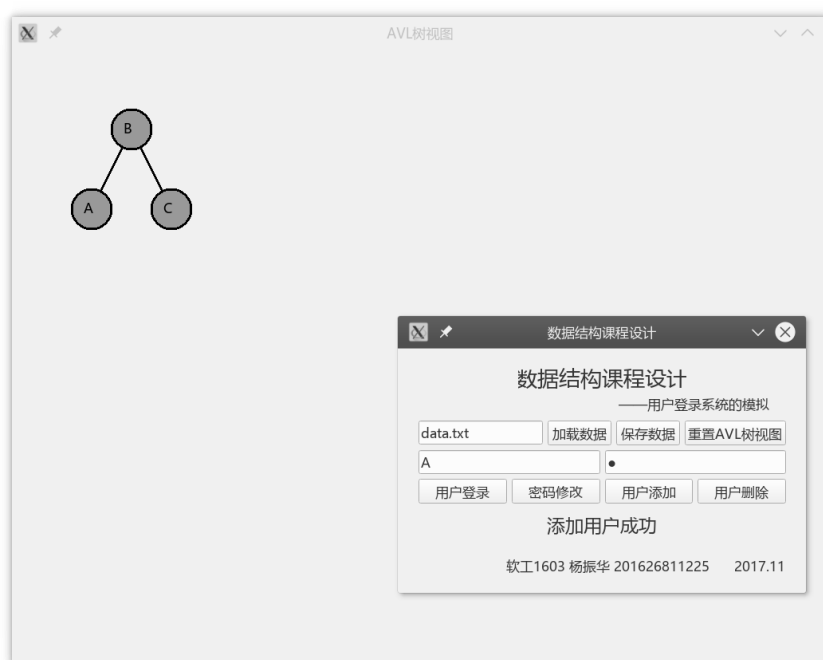 AVL树视图
B
A C
数据结构课程设计
数据结构课程设计
——用户登录系统的模拟
data.txt 加载数据 保存数据 重置AVL树视图
A ●
用户登录 密码修改 用户添加 用户删除
添加用户成功
软工1603 杨振华 201626811225 2017.11